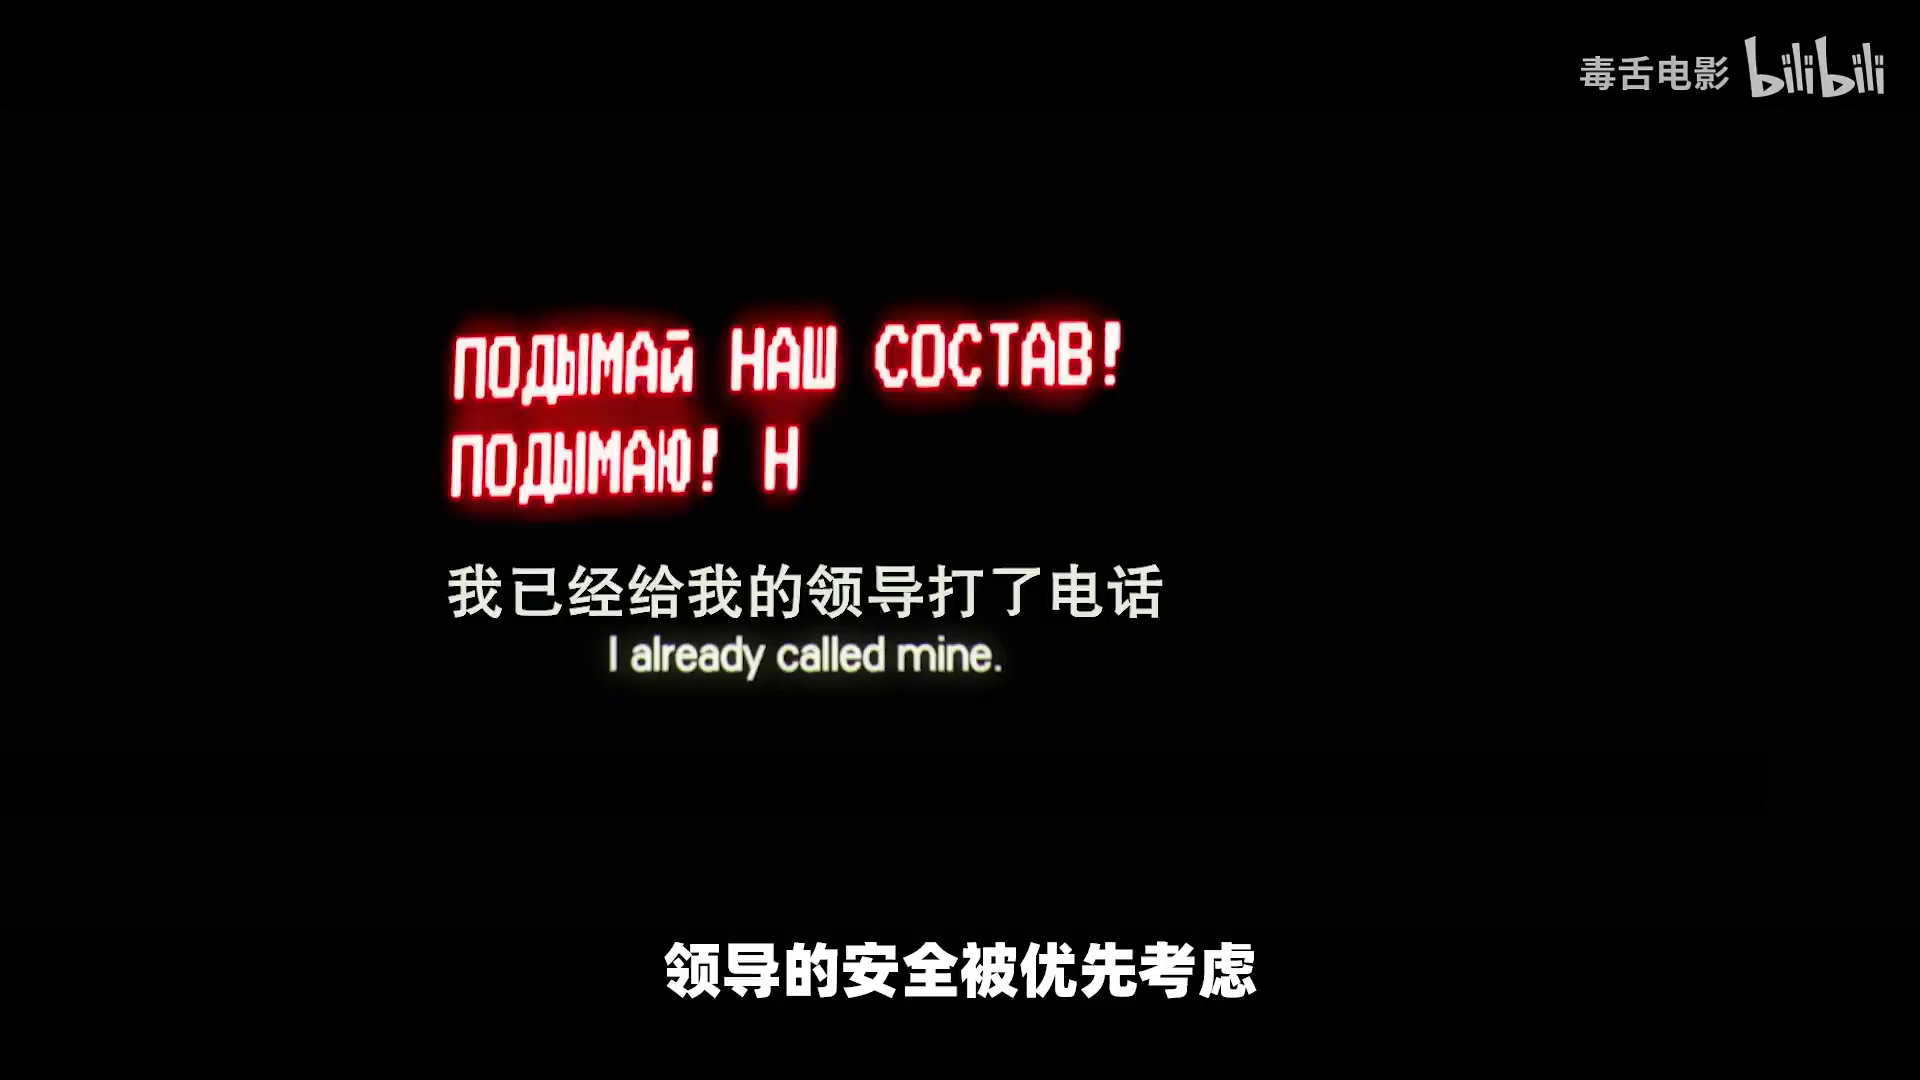 毒舌电影 bilibili
ПОДЫМАЙ НАШ СОСТАВ!
ПОДЫМАЮ! Н
我已经给我的领导打了电话
I already called mine.
领导的安全被优先考虑